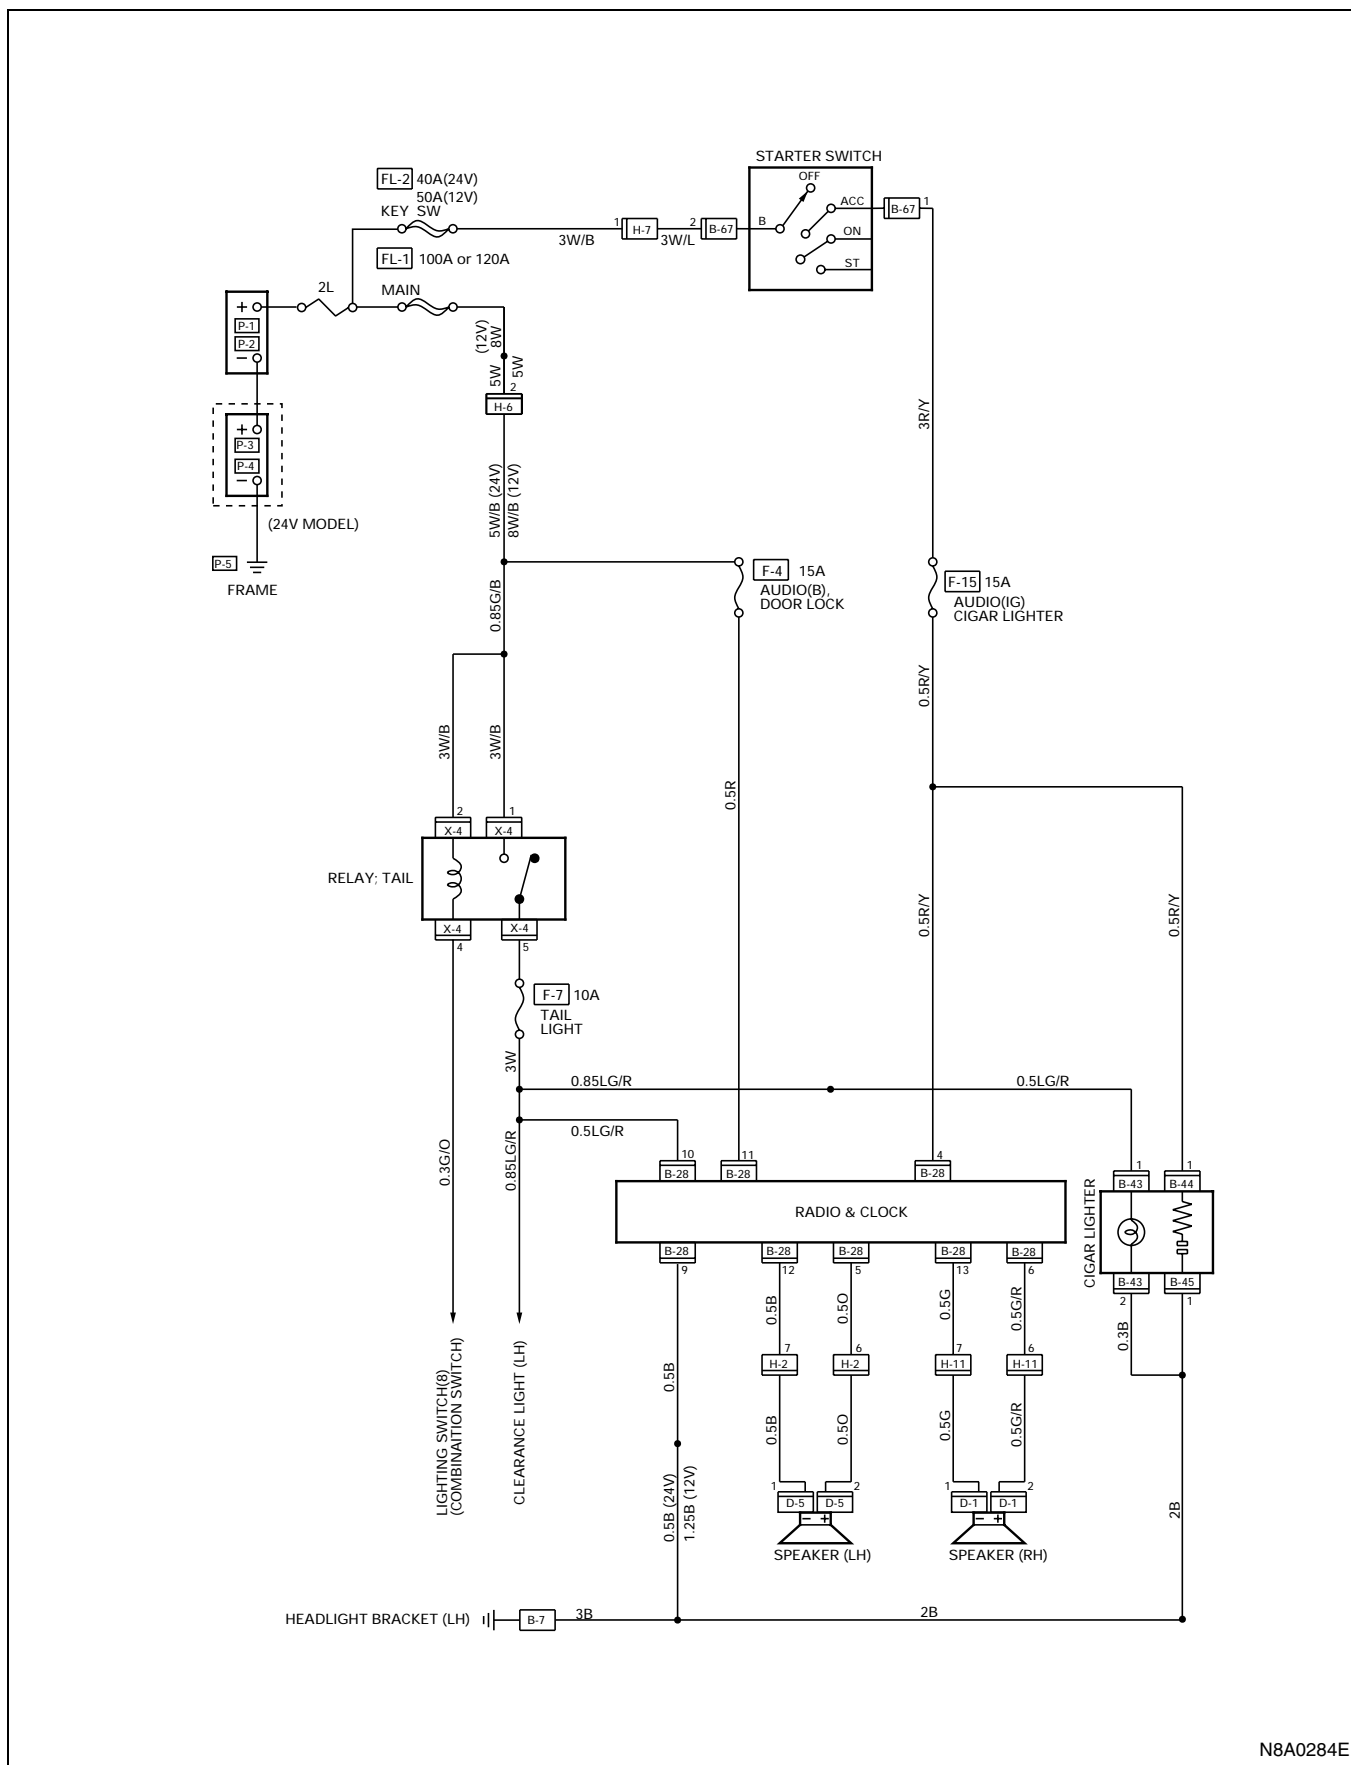 STARTER SWITCH
OFF
FL-2 40A(24V)
50A(12V)
KEY SW
ACC
B-67 1
1 H-7 2 B-67 B
3W/B 3W/L
ON
FL-1 100A or 120A
ST
2L
MAIN
+
P-1
P-2
−
(12V)
8W
5W
5W
2
H-6
+
P-3
P-4
−
(24V MODEL)
3R/Y
5W/B (24V)
8W/B (12V)
P-5
FRAME
F-4 15A
AUDIO(B),
DOOR LOCK
F-15 15A
AUDIO(IG)
CIGAR LIGHTER
0.85G/B
0.5R/Y
3W/B
3W/B
0.5R
2 1
X-4 X-4
RELAY; TAIL
X-4 X-4
4 5
0.5R/Y
0.5R/Y
F-7 10A
TAIL
LIGHT
3W
0.85LG/R
0.5LG/R
0.5LG/R
0.3G/O
0.85LG/R
10 11 4
B-28 B-28 B-28
RADIO & CLOCK
B-28 B-28 B-28 B-28 B-28
9 12 5 13 6
1 1
B-43 B-44
CIGAR LIGHTER
B-43 B-45
2 1
0.5B
0.5O
0.5G
0.5G/R
0.3B
7 6 7 6
H-2 H-2 H-11 H-11
0.5B
0.5B
0.5O
0.5G
0.5G/R
LIGHTING SWITCH(8)
(COMBINAITION SWITCH)
CLEARANCE LIGHT (LH)
1 2 1 2
D-5 D-5 D-1 D-1
− + − +
SPEAKER (LH) SPEAKER (RH)
0.5B (24V)
1.25B (12V)
2B
HEADLIGHT BRACKET (LH) B-7 3B 2B
N8A0284E